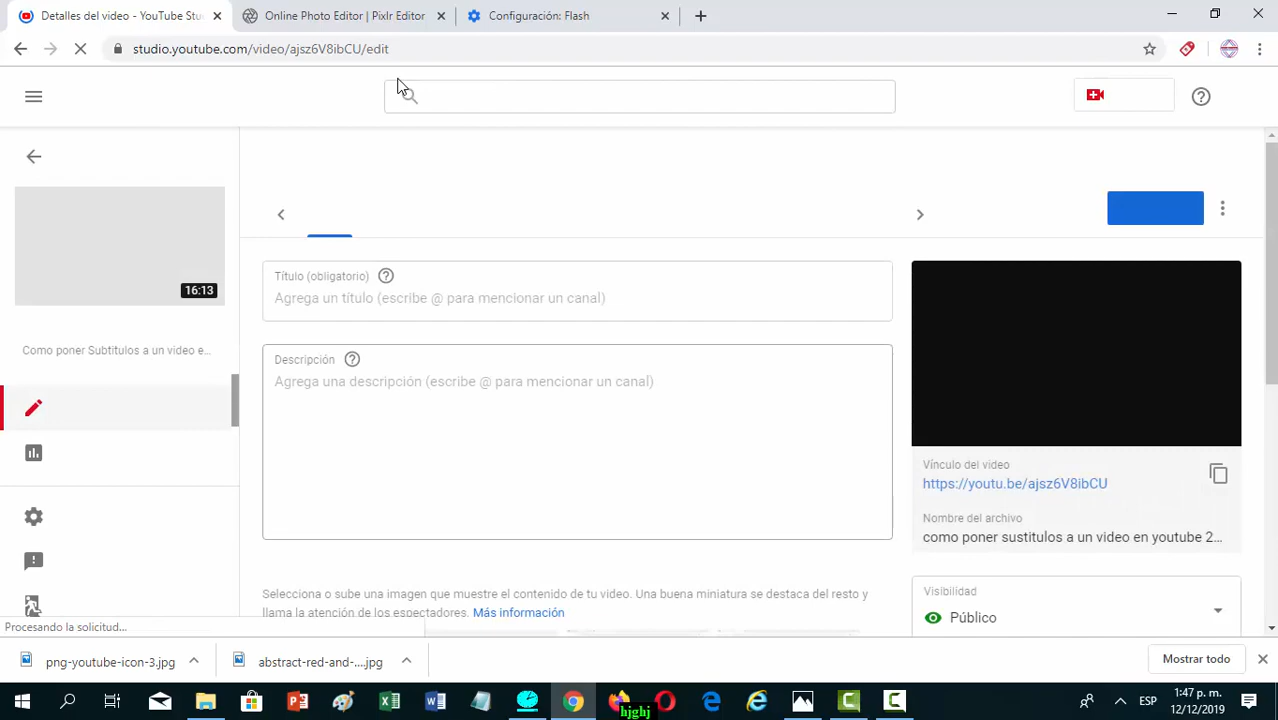 Detalles del video - YouTube Stu
Online Photo Editor | Pixlr Editor
Configuración: Flash
studio.youtube.com/video/ajsz6V8ibCU/edit
16:13
Como poner Subtitulos a un video e...
Título (obligatorio)
Agrega un título (escribe @ para mencionar un canal)
Descripción
Agrega una descripción (escribe @ para mencionar un canal)
Vínculo del video
https://youtu.be/ajsz6V8ibCU
Nombre del archivo
como poner sustitulos a un video en youtube 2...
Selecciona o sube una imagen que muestre el contenido de tu video. Una buena miniatura se destaca del resto y
llama la atención de los espectadores. Más información
Visibilidad
Público
Procesando la solicitud...
png-youtube-icon-3.jpg
abstract-red-and-....jpg
Mostrar todo
hjghj
ESP
1:47 p. m.
12/12/2019